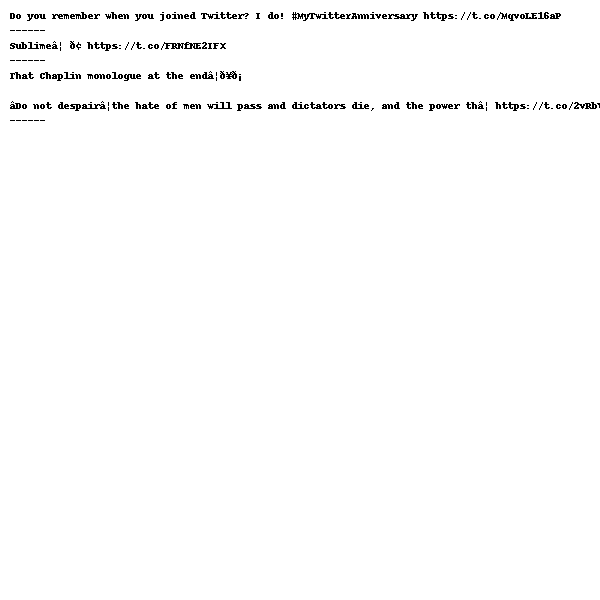 Do you remember when you joined Twitter? I do! #MyTwitterAnniversary https://t.co/MqvoLE16aP
------
Sublimeâ¦ ð¢ https://t.co/FRNfNE2IFX
------
That Chaplin monologue at the endâ¦ð¥ð¡
âDo not despairâ¦the hate of men will pass and dictators die, and the power thâ¦ https://t.co/2vRbY
------